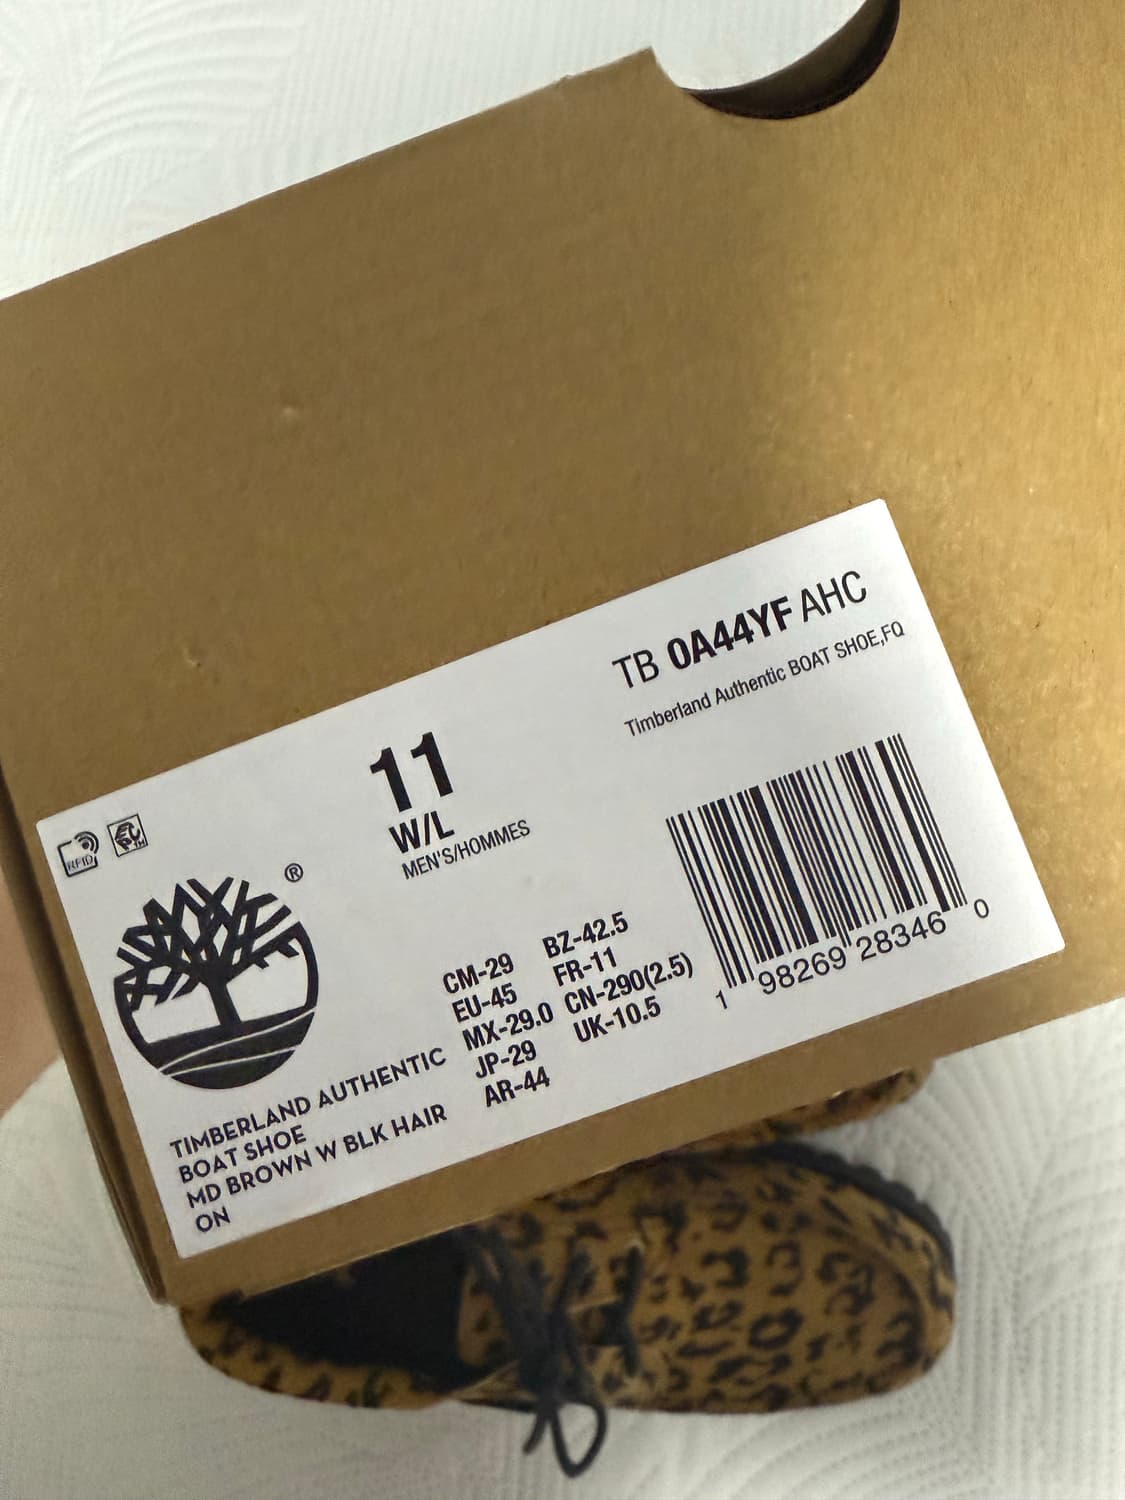 TB 0A44YF AHC
Timberland Authentic BOAT SHOE,FQ
11
W/L
MEN'S/HOMMES
RFID
®
CM-29 BZ-42.5
EU-45 FR-11
MX-29.0 CN-290(2.5)
JP-29 UK-10.5
AR-44
1 98269 28346 0
TIMBERLAND AUTHENTIC
BOAT SHOE
MD BROWN W BLK HAIR
ON